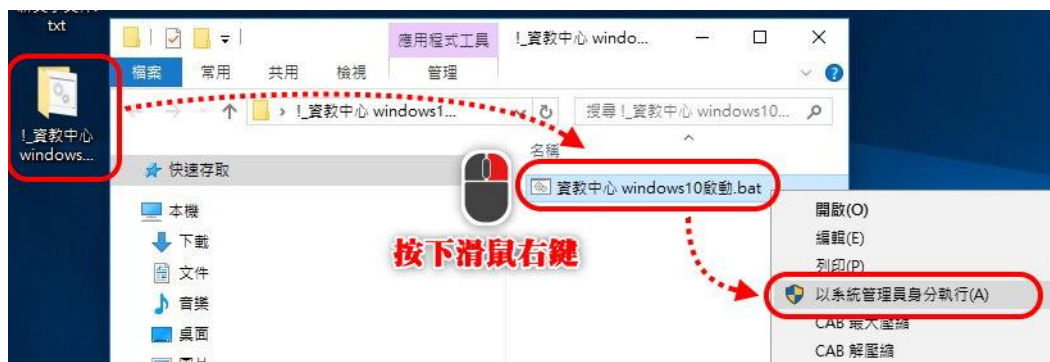 txt
!_資教中心
windows...
應用程式工具
!_資教中心 windo...
檔案
常用
共用
檢視
管理
!_資教中心 windows1...
搜尋 !_資教中心 windows10...
名稱
快速存取
資教中心 windows10啟動.bat
本機
下載
文件
音樂
桌面
按下滑鼠右鍵
開啟(O)
編輯(E)
列印(P)
以系統管理員身分執行(A)
CAB 最大壓縮
CAB 解壓縮